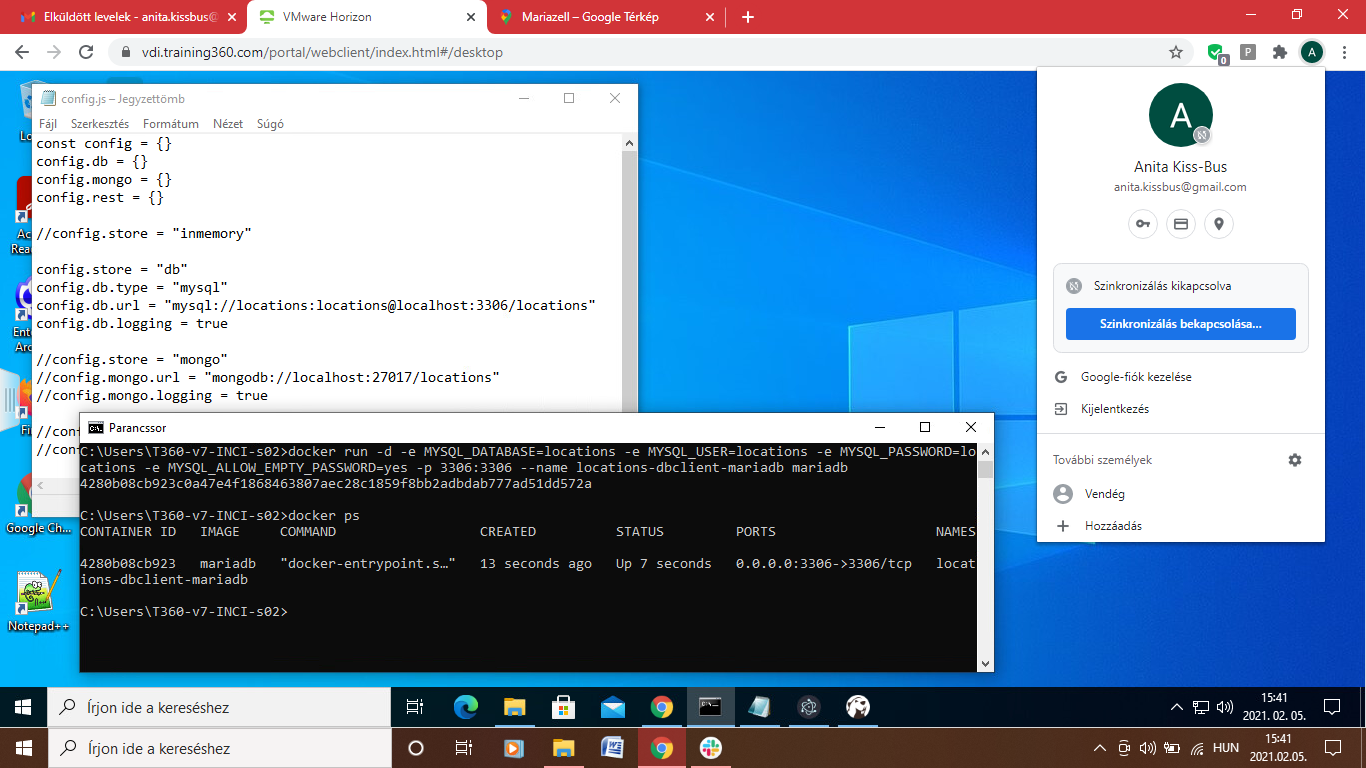 Elküldött levelek - anita.kissbus@
VMware Horizon
Mariazell – Google Térkép
vdi.training360.com/portal/webclient/index.html#/desktop
0
P
A
config.js – Jegyzettömb
Fájl Szerkesztés Formátum Nézet Súgó
const config = {}
config.db = {}
config.mongo = {}
config.rest = {}
//config.store = "inmemory"
config.store = "db"
config.db.type = "mysql"
config.db.url = "mysql://locations:locations@localhost:3306/locations"
config.db.logging = true
//config.store = "mongo"
//config.mongo.url = "mongodb://localhost:27017/locations"
//config.mongo.logging = true
Google Ch...
Notepad++
Parancssor
C:\Users\T360-v7-INCI-s02>docker run -d -e MYSQL_DATABASE=locations -e MYSQL_USER=locations -e MYSQL_PASSWORD=lo
cations -e MYSQL_ALLOW_EMPTY_PASSWORD=yes -p 3306:3306 --name locations-dbclient-mariadb mariadb
4280b08cb923c0a47e4f1868463807aec28c1859f8bb2adbdab777ad51dd572a
C:\Users\T360-v7-INCI-s02>docker ps
CONTAINER ID IMAGE COMMAND CREATED STATUS PORTS NAMES
4280b08cb923 mariadb "docker-entrypoint.s…" 13 seconds ago Up 7 seconds 0.0.0.0:3306->3306/tcp locat
ions-dbclient-mariadb
C:\Users\T360-v7-INCI-s02>
A
Anita Kiss-Bus
anita.kissbus@gmail.com
Szinkronizálás kikapcsolva
Szinkronizálás bekapcsolása...
Google-fiók kezelése
Kijelentkezés
További személyek
Vendég
Hozzáadás
Írjon ide a kereséshez
15:41
2021. 02. 05.
Írjon ide a kereséshez
HUN
15:41
2021.02.05.